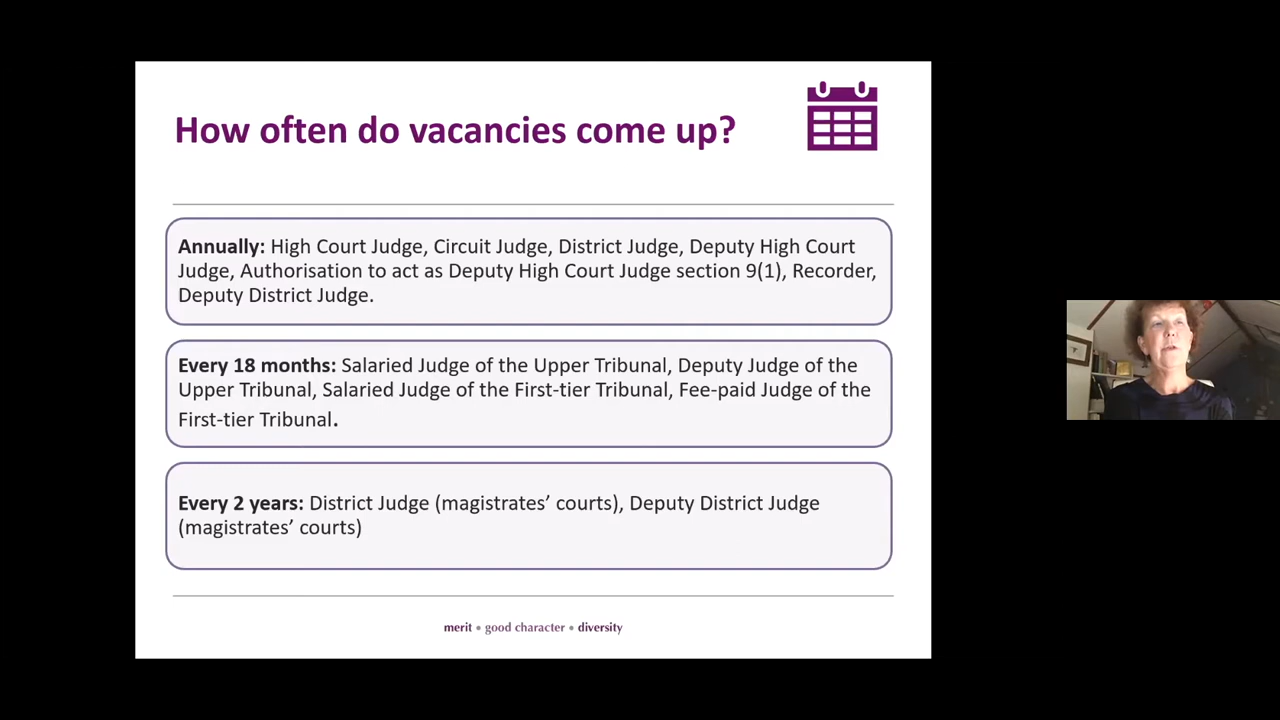 How often do vacancies come up?
Annually: High Court Judge, Circuit Judge, District Judge, Deputy High Court
Judge, Authorisation to act as Deputy High Court Judge section 9(1), Recorder,
Deputy District Judge.
Every 18 months: Salaried Judge of the Upper Tribunal, Deputy Judge of the
Upper Tribunal, Salaried Judge of the First-tier Tribunal, Fee-paid Judge of the
First-tier Tribunal.
Every 2 years: District Judge (magistrates’ courts), Deputy District Judge
(magistrates’ courts)
merit • good character • diversity